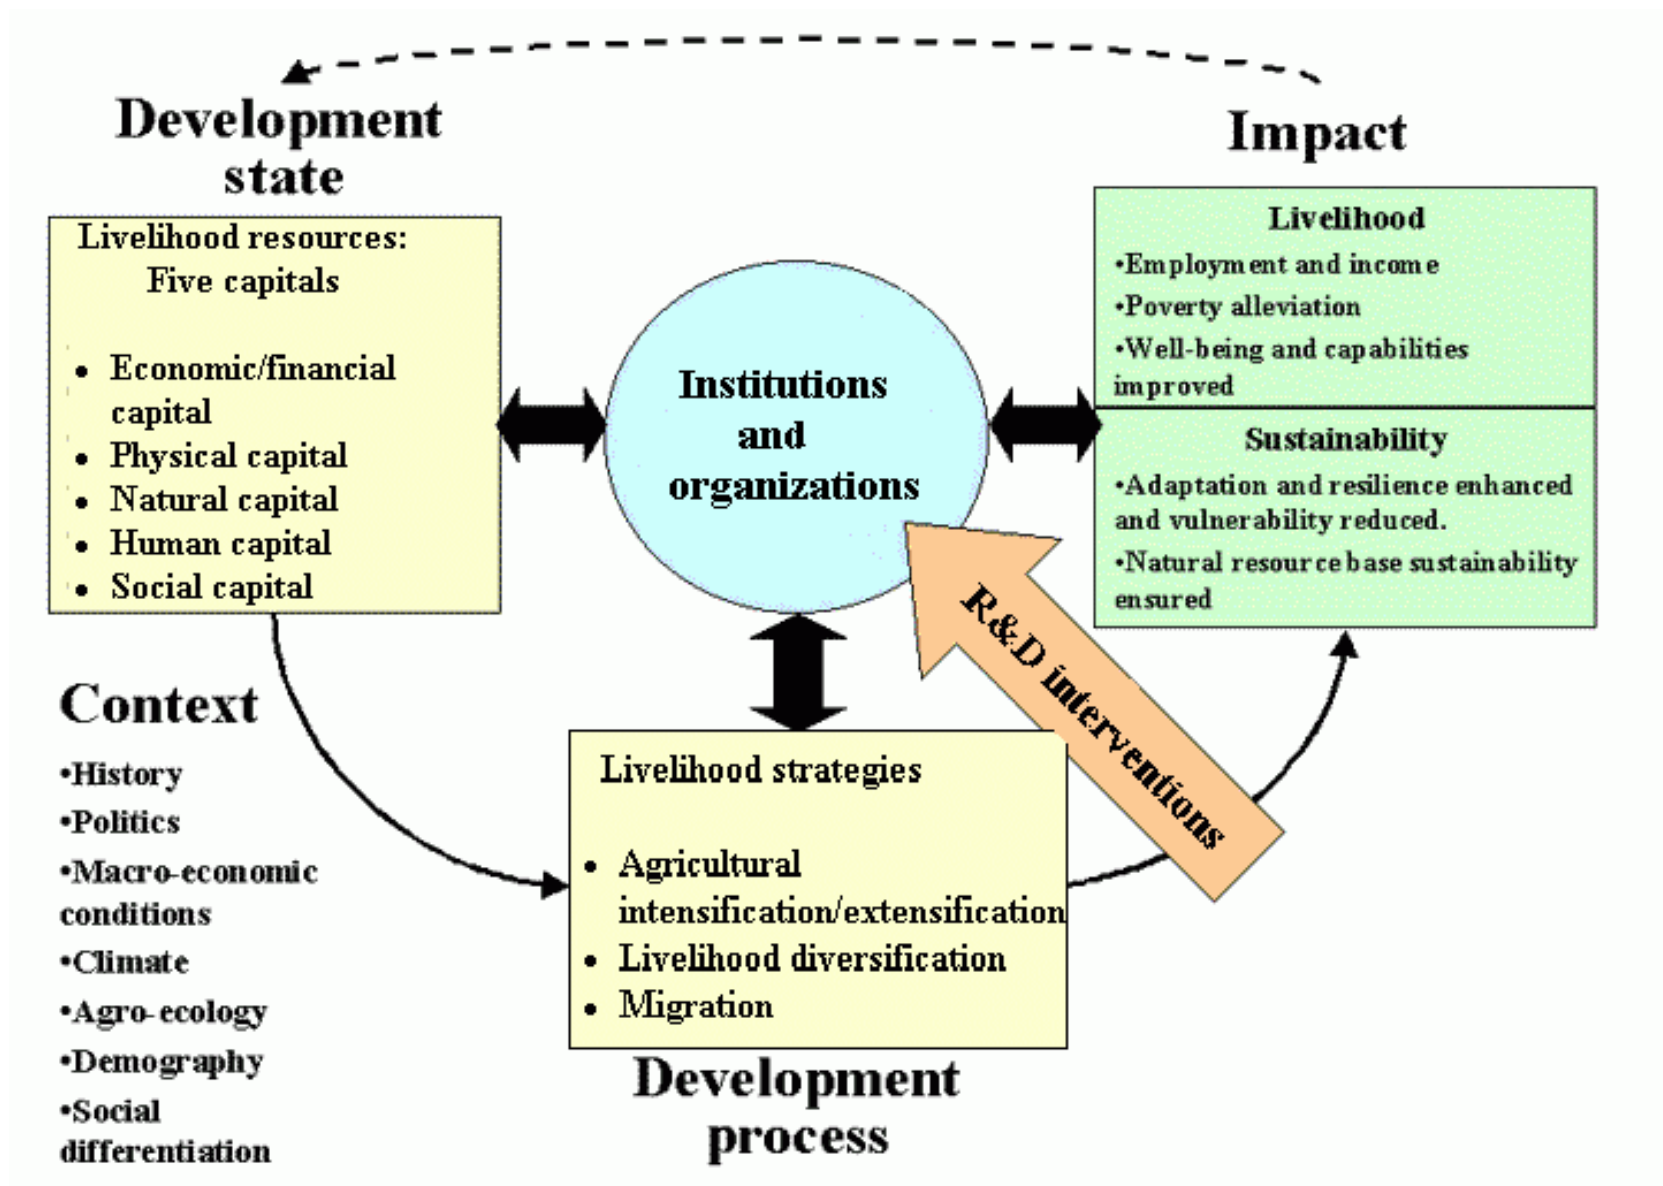 Development
state
Livelihood resources:
Five capitals
• Economic/financial
capital
• Physical capital
• Natural capital
• Human capital
• Social capital
Institutions
and
organizations
Impact
Livelihood
•Employment and income
•Poverty alleviation
•Well-being and capabilities
improved
Sustainability
•Adaptation and resilience enhanced
and vulnerability reduced.
•Natural resource base sustainability
ensured
R&D interventions
Context
•History
•Politics
•Macro-economic
conditions
•Climate
•Agro-ecology
•Demography
•Social
differentiation
Livelihood strategies
• Agricultural
intensification/extensification
• Livelihood diversification
• Migration
Development
process